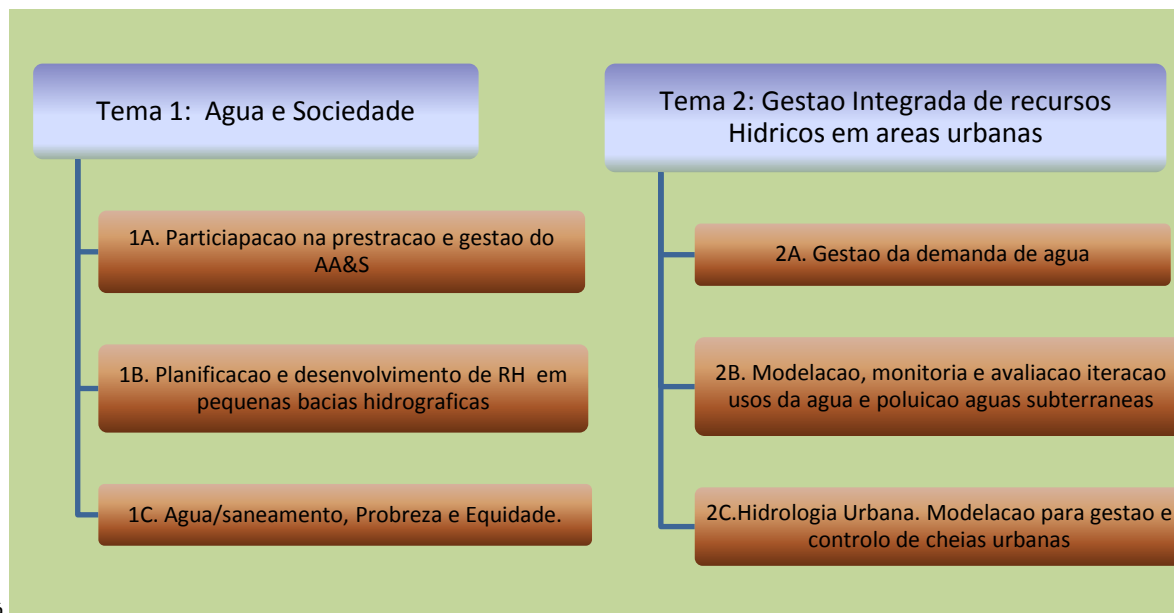 Tema 1: Agua e Sociedade
1A. Particiapacao na prestracao e gestao do
AA&S
1B. Planificacao e desenvolvimento de RH em
pequenas bacias hidrograficas
1C. Agua/saneamento, Probreza e Equidade.
Tema 2: Gestao Integrada de recursos
Hidricos em areas urbanas
2A. Gestao da demanda de agua
2B. Modelacao, monitoria e avaliacao iteracao
usos da agua e poluicao aguas subterraneas
2C.Hidrologia Urbana. Modelacao para gestao e
controlo de cheias urbanas